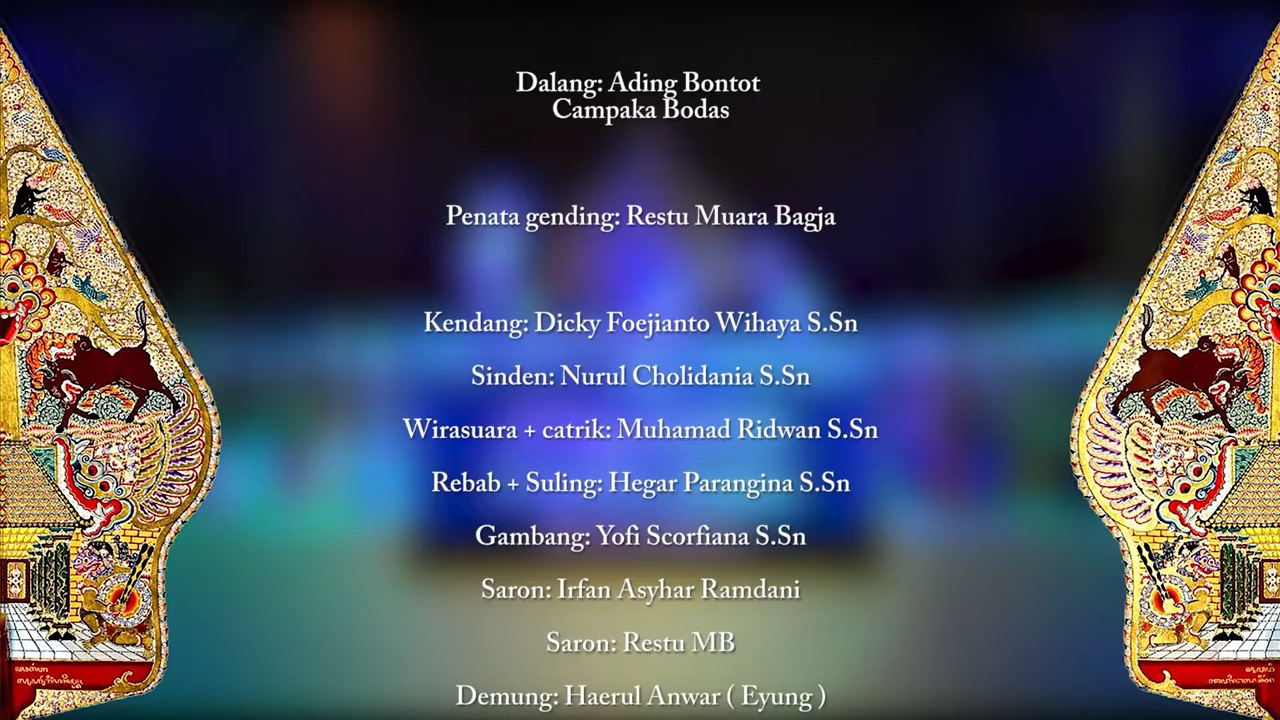 Dalang: Ading Bontot
Campaka Bodas
Penata gending: Restu Muara Bagja
Kendang: Dicky Foejianto Wihaya S.Sn
Sinden: Nurul Cholidania S.Sn
Wirasuara + catrik: Muhamad Ridwan S.Sn
Rebab + Suling: Hegar Parangina S.Sn
Gambang: Yofi Scorfiana S.Sn
Saron: Irfan Asyhar Ramdani
Saron: Restu MB
Demung: Haerul Anwar ( Eyung )